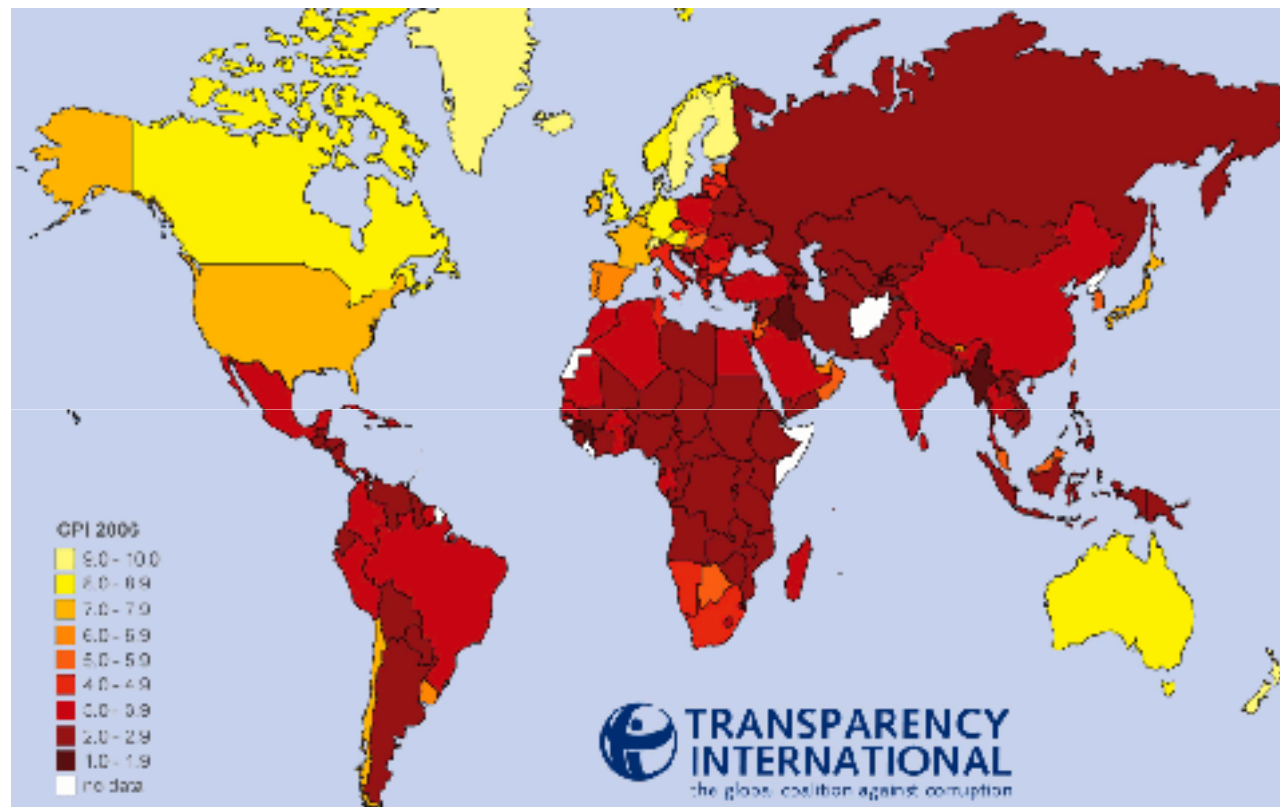 CPI 2006
9.0 - 10.0
8.0 - 8.9
7.0 - 7.9
6.0 - 6.9
5.0 - 5.9
4.0 - 4.9
3.0 - 3.9
2.0 - 2.9
1.0 - 1.9
no data
TRANSPARENCY
INTERNATIONAL
the global coalition against corruption